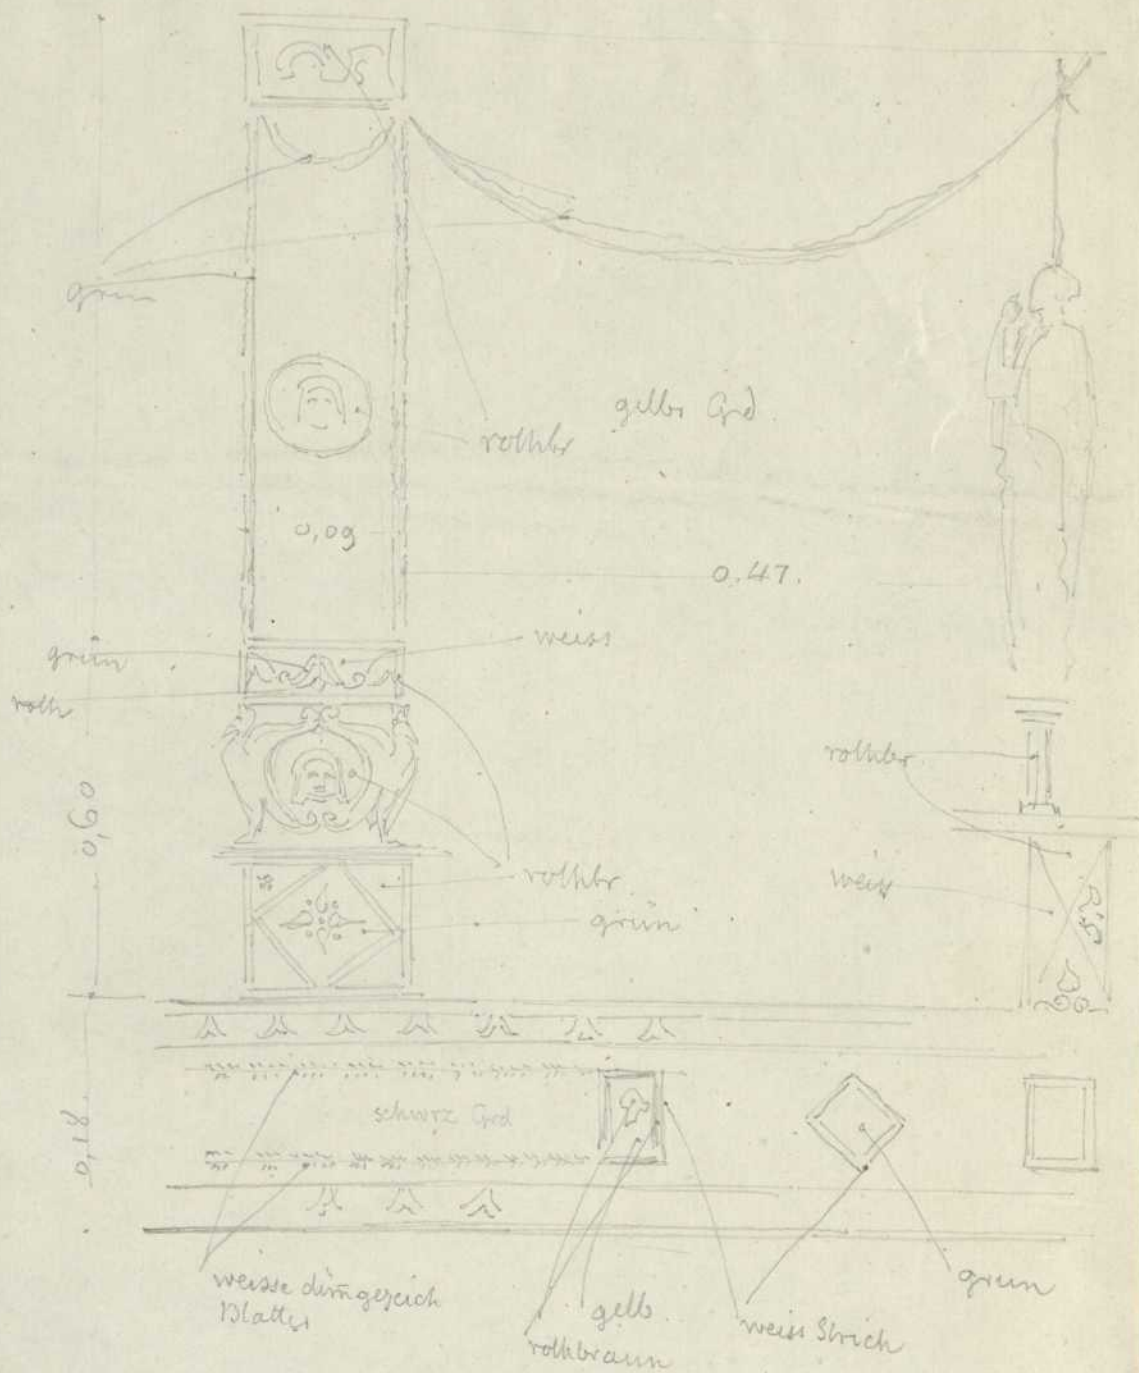 grün
rothbr
gelbr Grd.
0,09
0.47.
weiss
grün
roth
rothbr
0,60
rothbr.
weiss
grün
schwrz Grd
0,18
weisse dünngezeich
Blätter
gelb
rothbraun
weiss Strich
grün